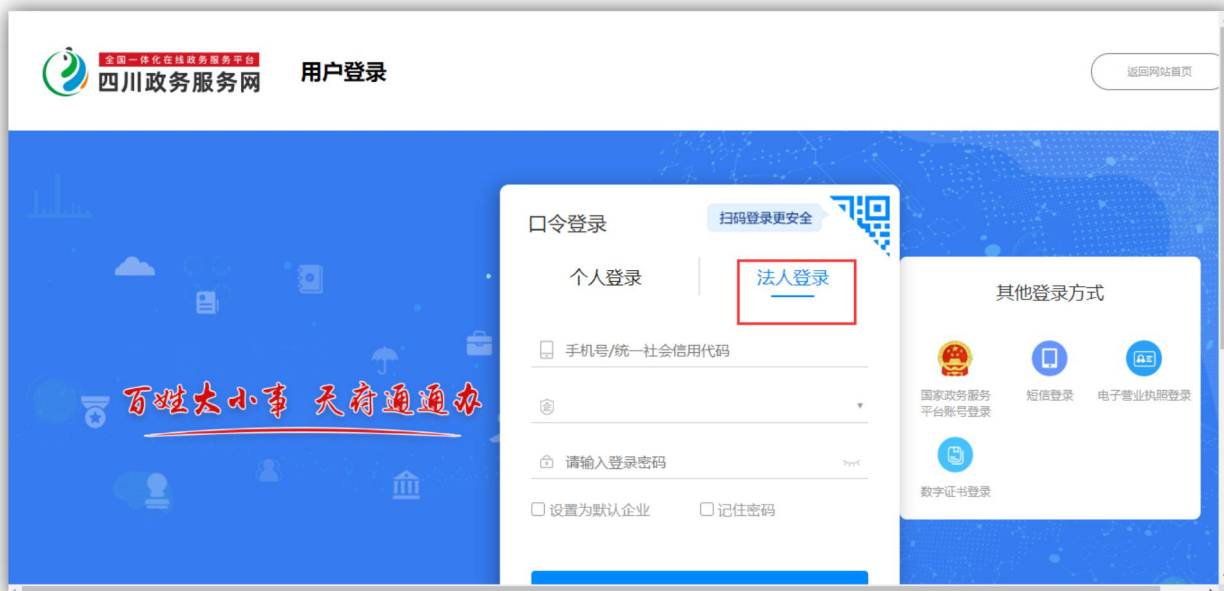 全国一体化在线政务服务平台
四川政务服务网
用户登录
返回网站首页
口令登录
扫码登录更安全
个人登录
法人登录
手机号/统一社会信用代码
请输入登录密码
设置为默认企业
记住密码
百姓大小事 天府通通办
其他登录方式
国家政务服务
平台账号登录
短信登录
电子营业执照登录
数字证书登录